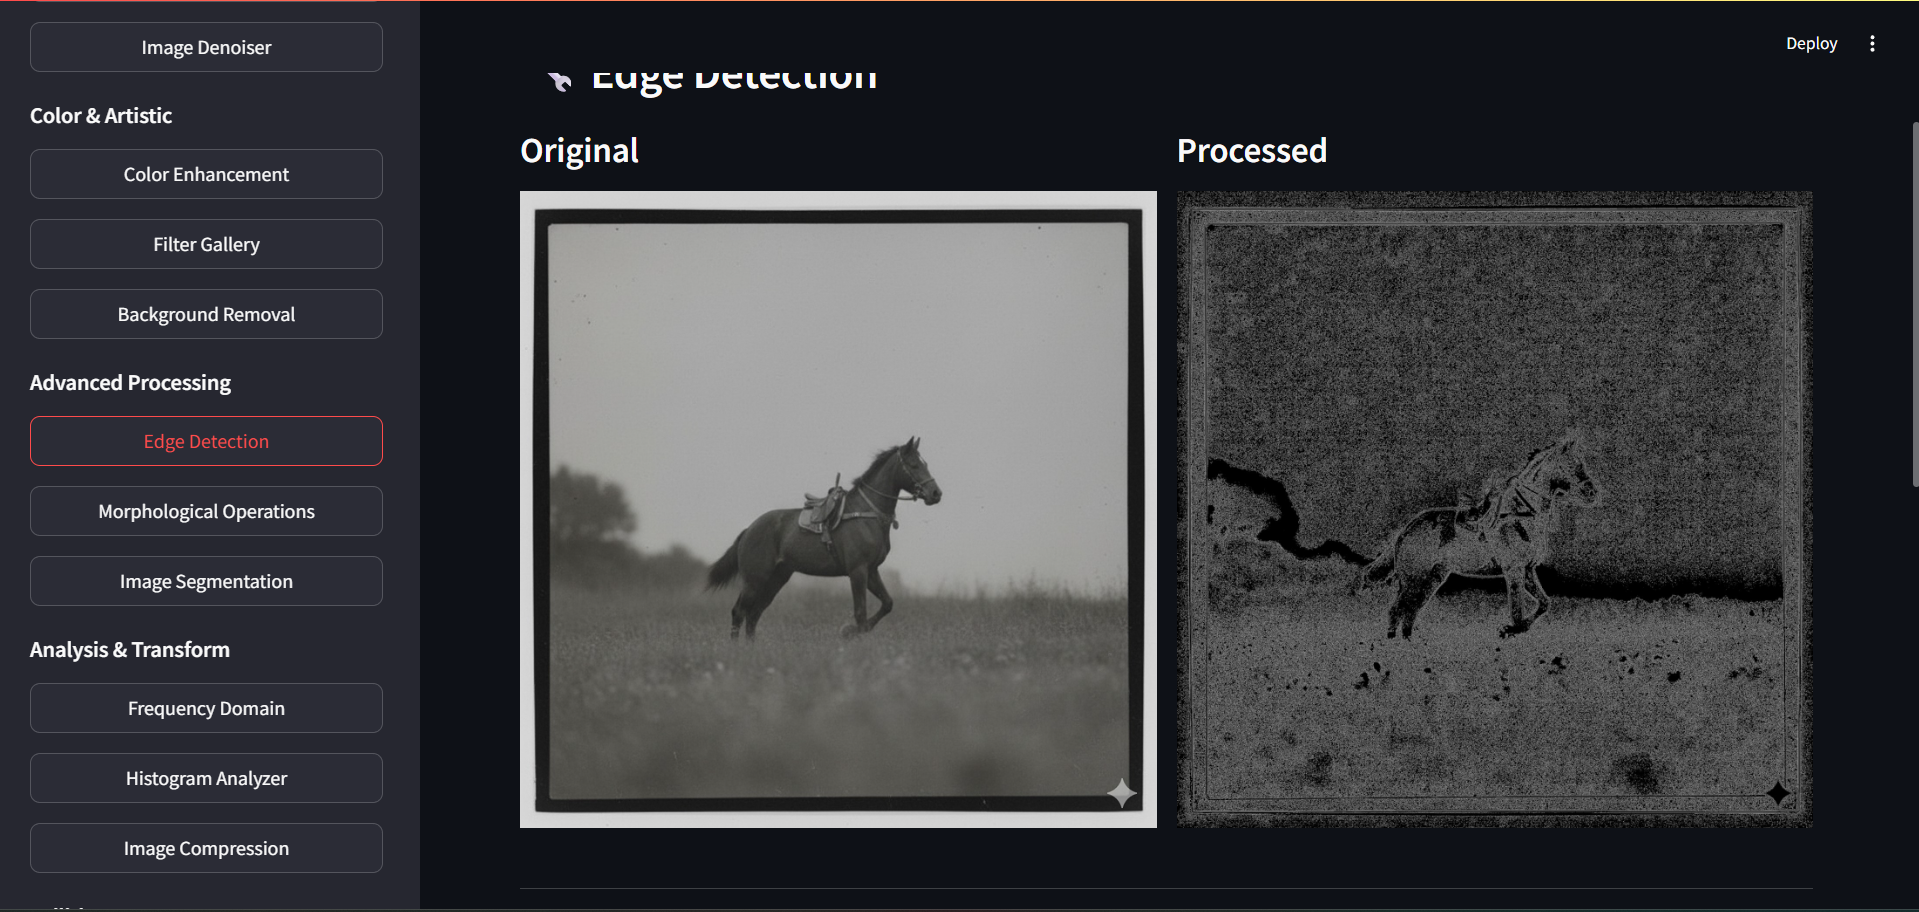 Image Denoiser
Color & Artistic
Color Enhancement
Filter Gallery
Background Removal
Advanced Processing
Edge Detection
Morphological Operations
Image Segmentation
Analysis & Transform
Frequency Domain
Histogram Analyzer
Image Compression
Deploy
Edge Detection
Original
Processed